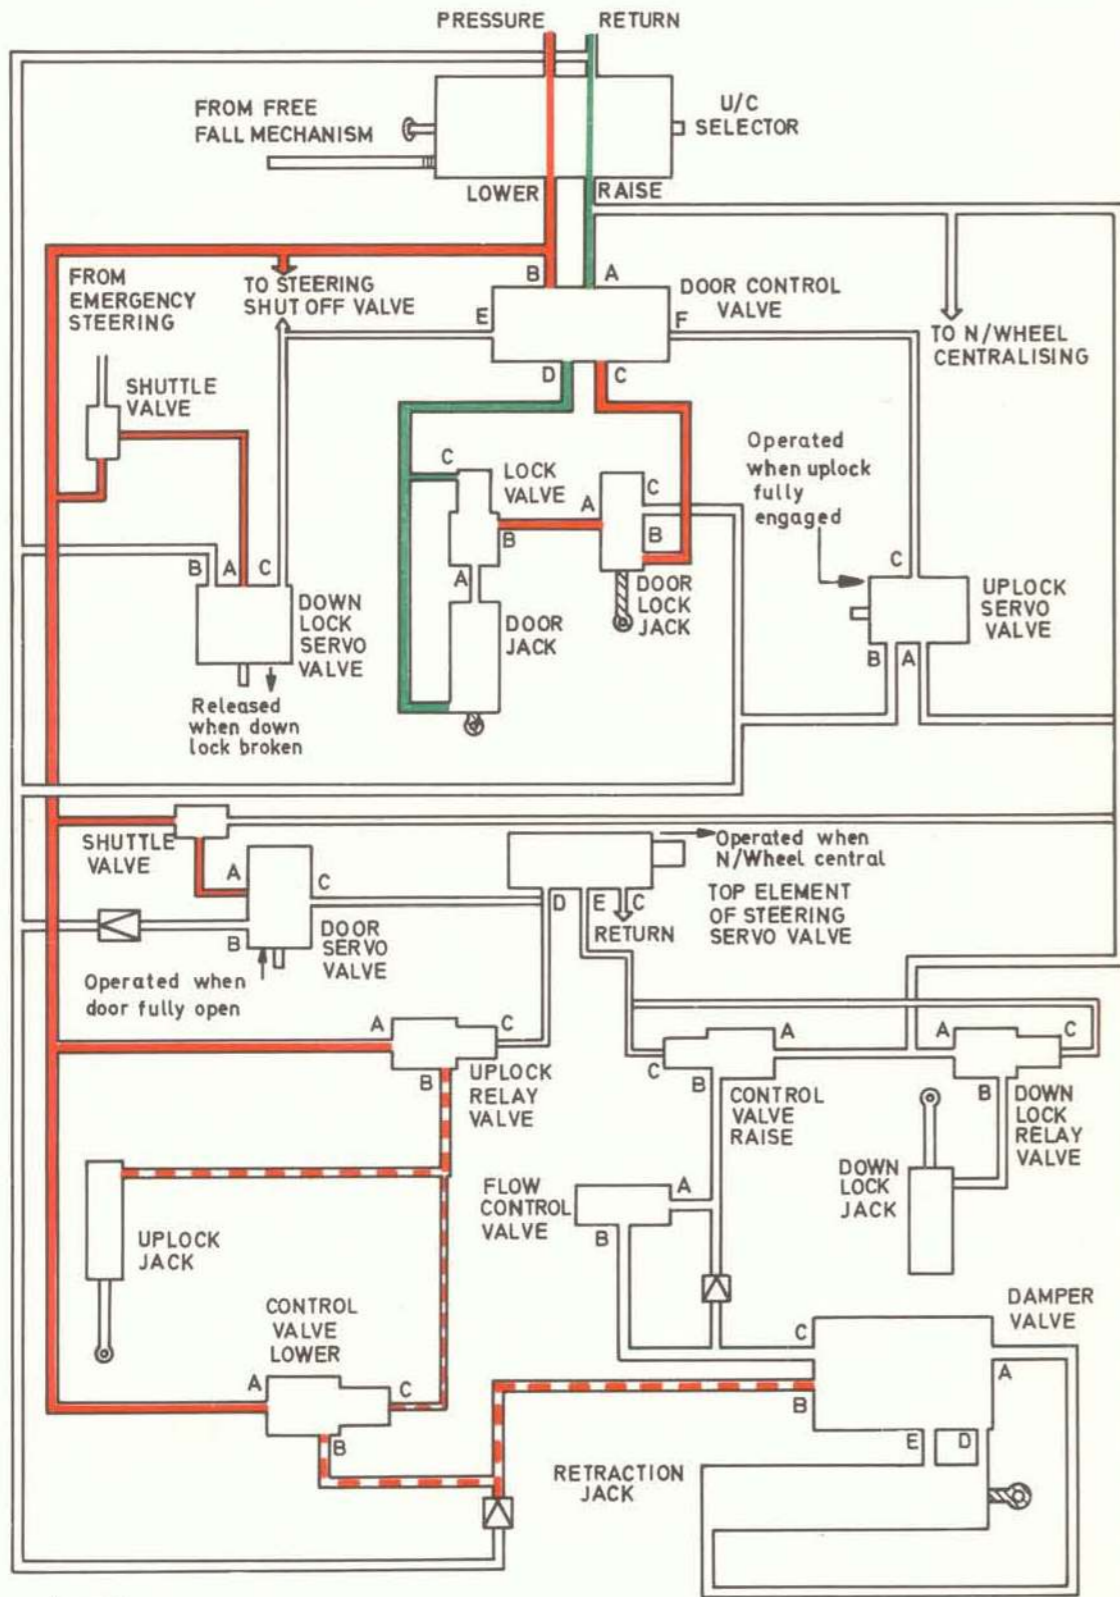 PRESSURE
RETURN
FROM FREE
FALL MECHANISM
U/C
SELECTOR
LOWER
RAISE
FROM
EMERGENCY
STEERING
TO STEERING
SHUT OFF VALVE
B
A
E
F
D
C
DOOR CONTROL
VALVE
TO N/WHEEL
CENTRALISING
SHUTTLE
VALVE
C
LOCK
VALVE
B
A
A
C
B
DOOR
LOCK
JACK
DOOR
JACK
Operated
when uplock
fully
engaged
C
B
A
UPLOCK
SERVO
VALVE
B
A
C
DOWN
LOCK
SERVO
VALVE
Released
when down
lock broken
SHUTTLE
VALVE
A
C
B
DOOR
SERVO
VALVE
Operated when
door fully open
D
E
C
RETURN
Operated when
N/Wheel central
TOP ELEMENT
OF STEERING
SERVO VALVE
A
C
B
UPLOCK
RELAY
VALVE
A
C
B
CONTROL
VALVE
RAISE
A
C
B
DOWN
LOCK
RELAY
VALVE
DOWN
LOCK
JACK
FLOW
CONTROL
VALVE
A
B
UPLOCK
JACK
CONTROL
VALVE
LOWER
A
C
B
DAMPER
VALVE
C
A
B
E
D
RETRACTION
JACK